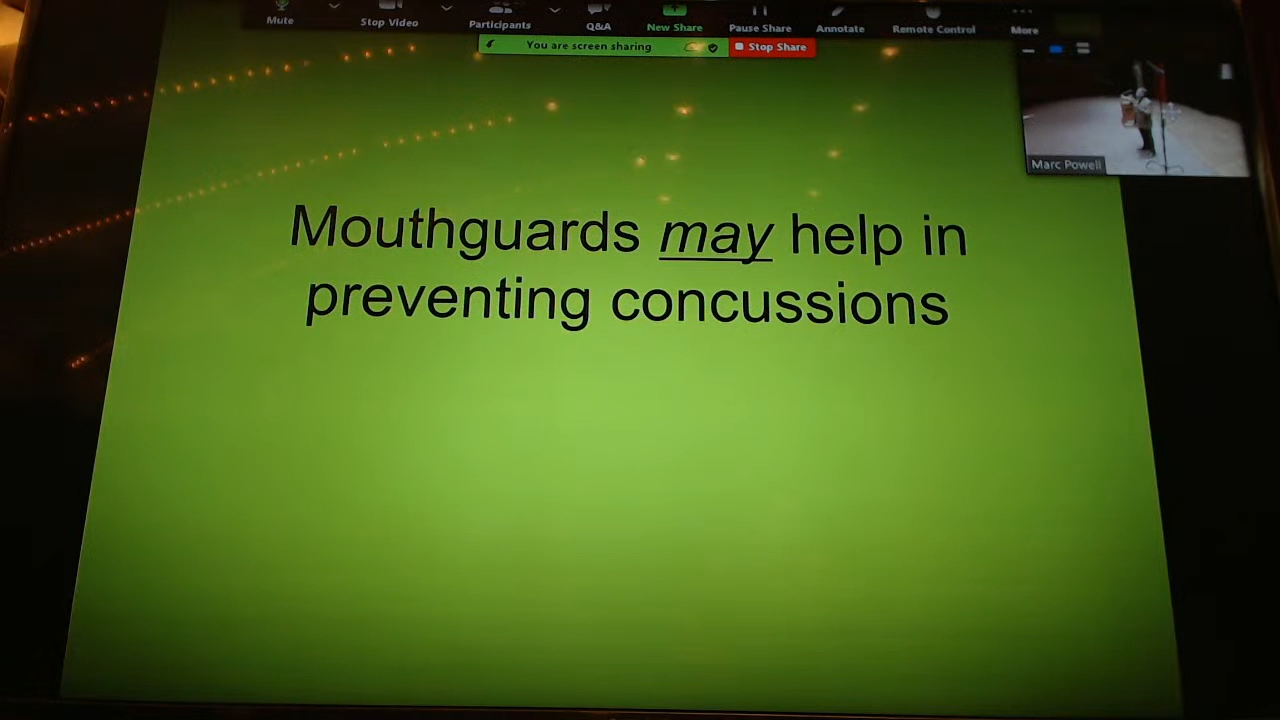 Mute
Stop Video
Participants
Q&A
New Share
Pause Share
Annotate
Remote Control
More
You are screen sharing
Stop Share
Marc Powell
Mouthguards may help in
preventing concussions